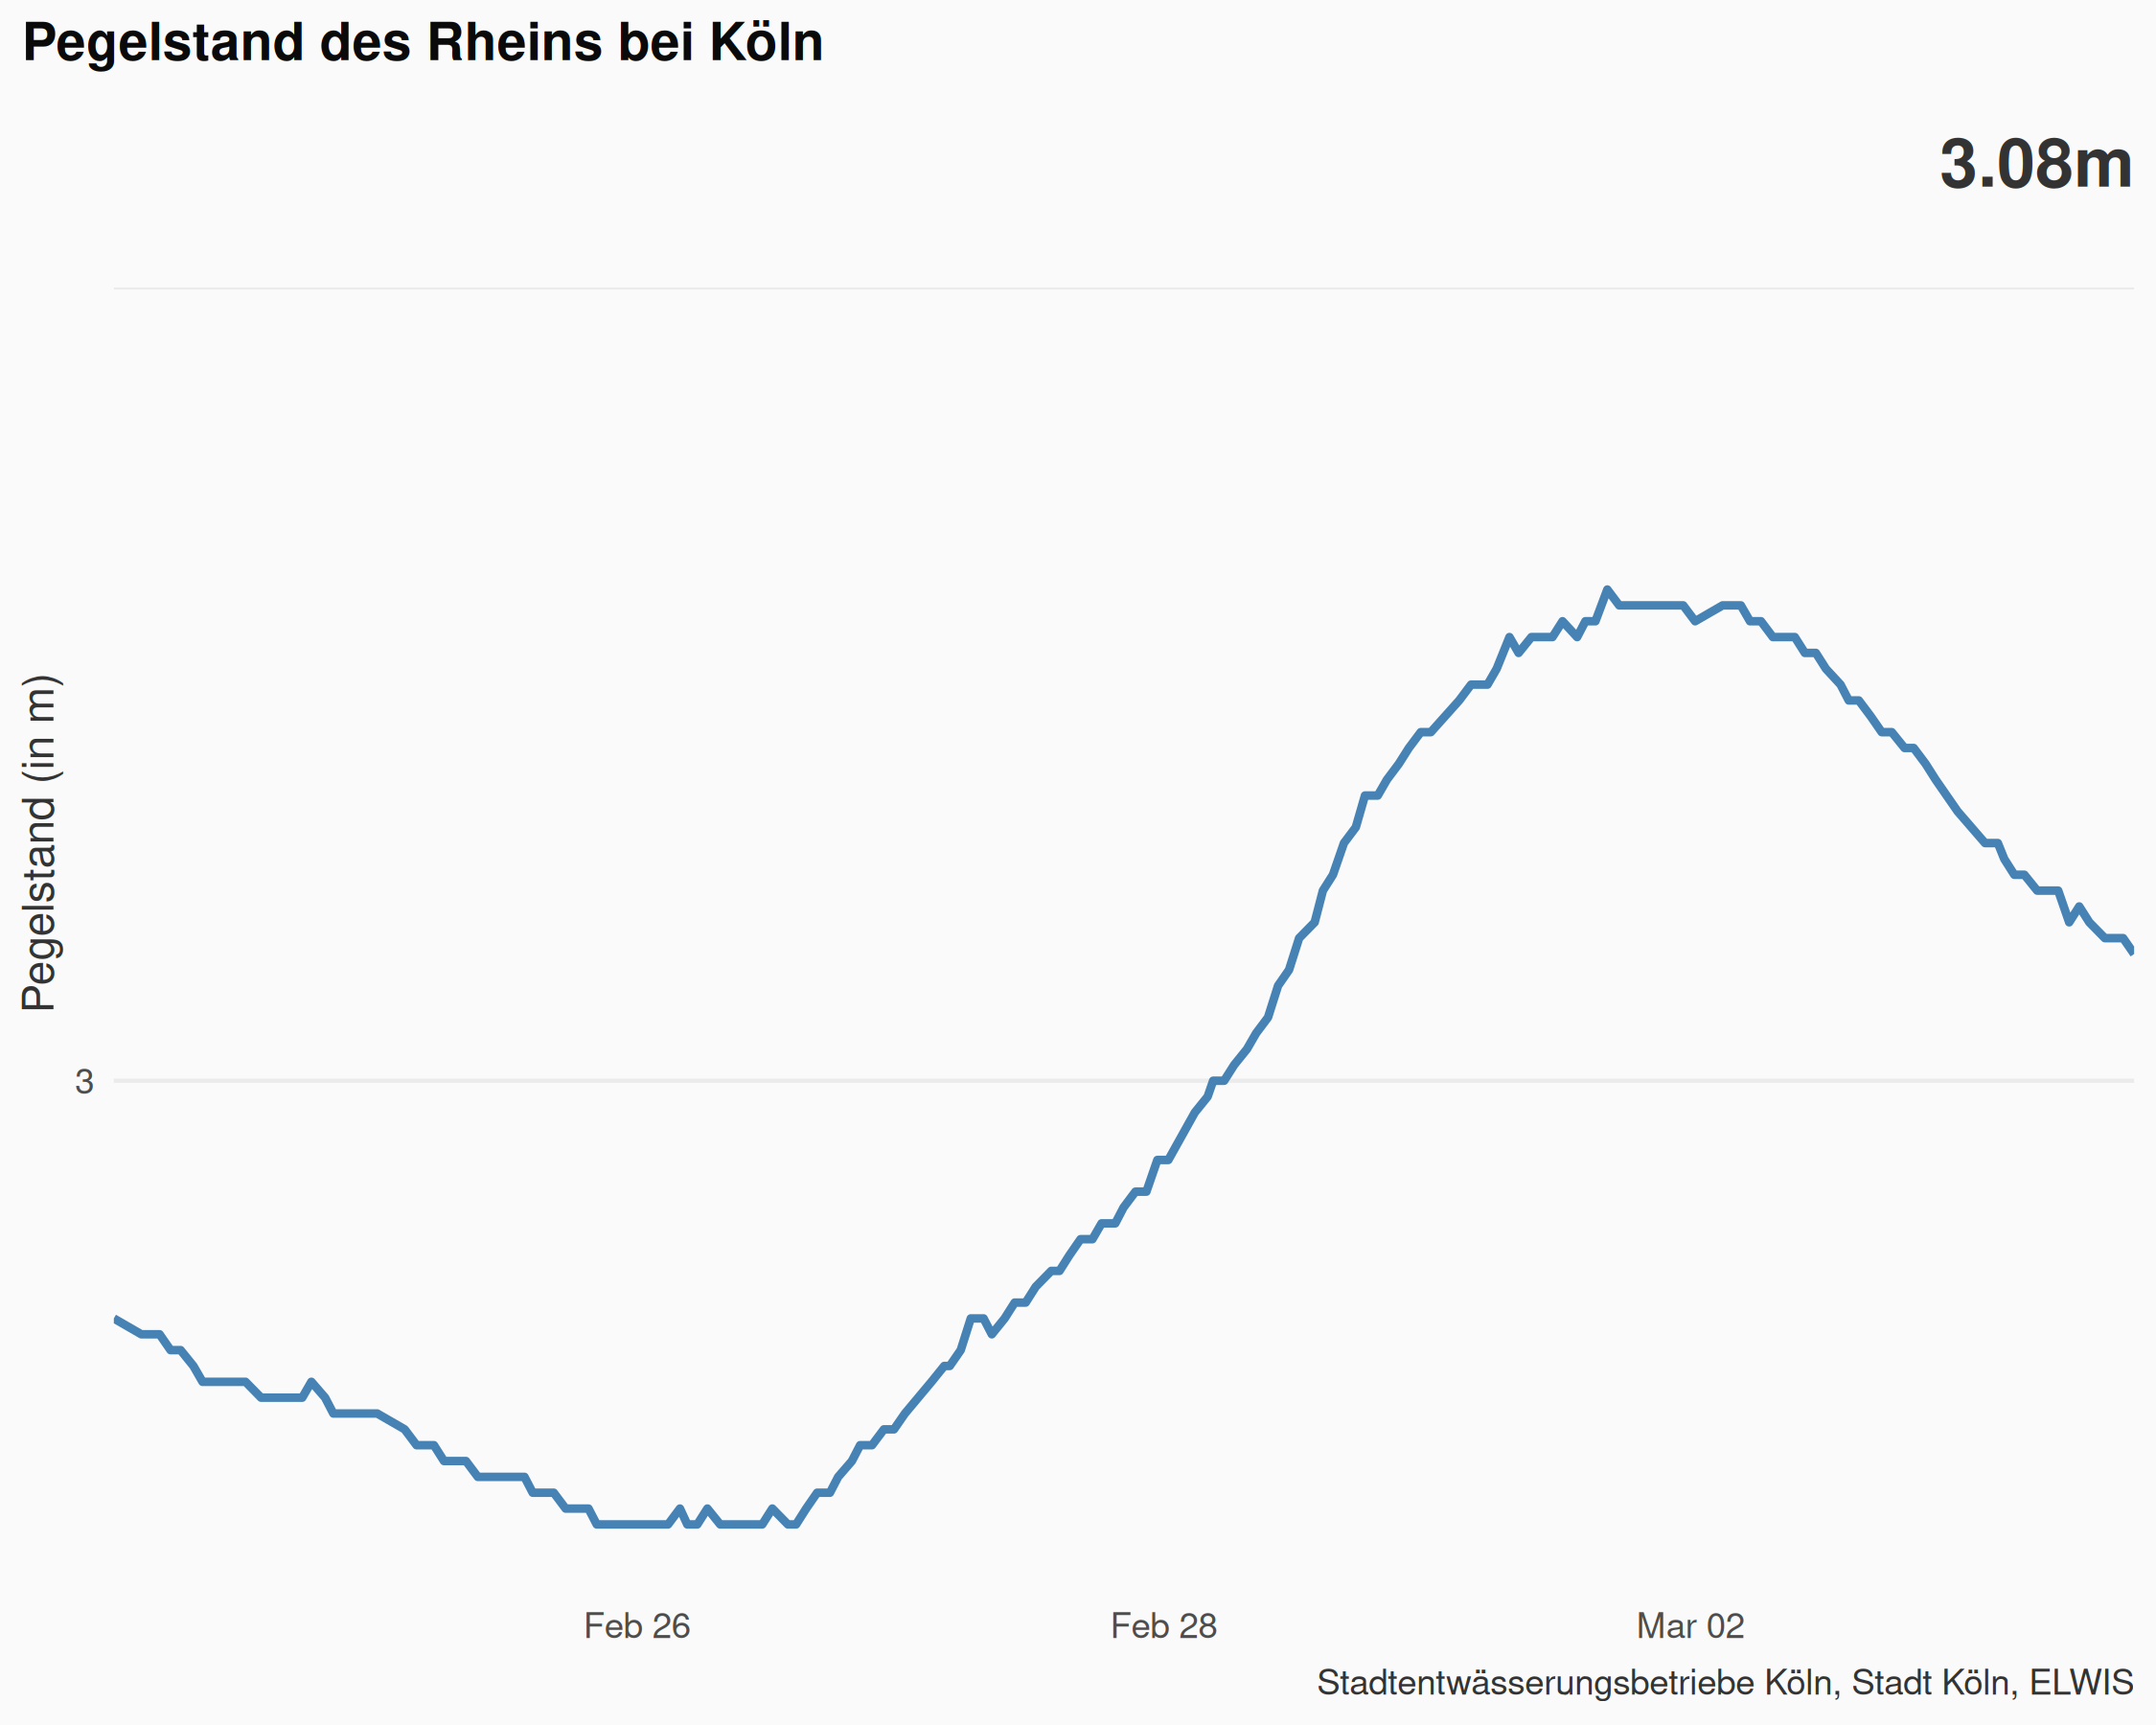 Pegelstand des Rheins bei Köln
3.08m
Pegelstand (in m)
3
Feb 26
Feb 28
Mar 02
Stadtentwässerungsbetriebe Köln, Stadt Köln, ELWIS